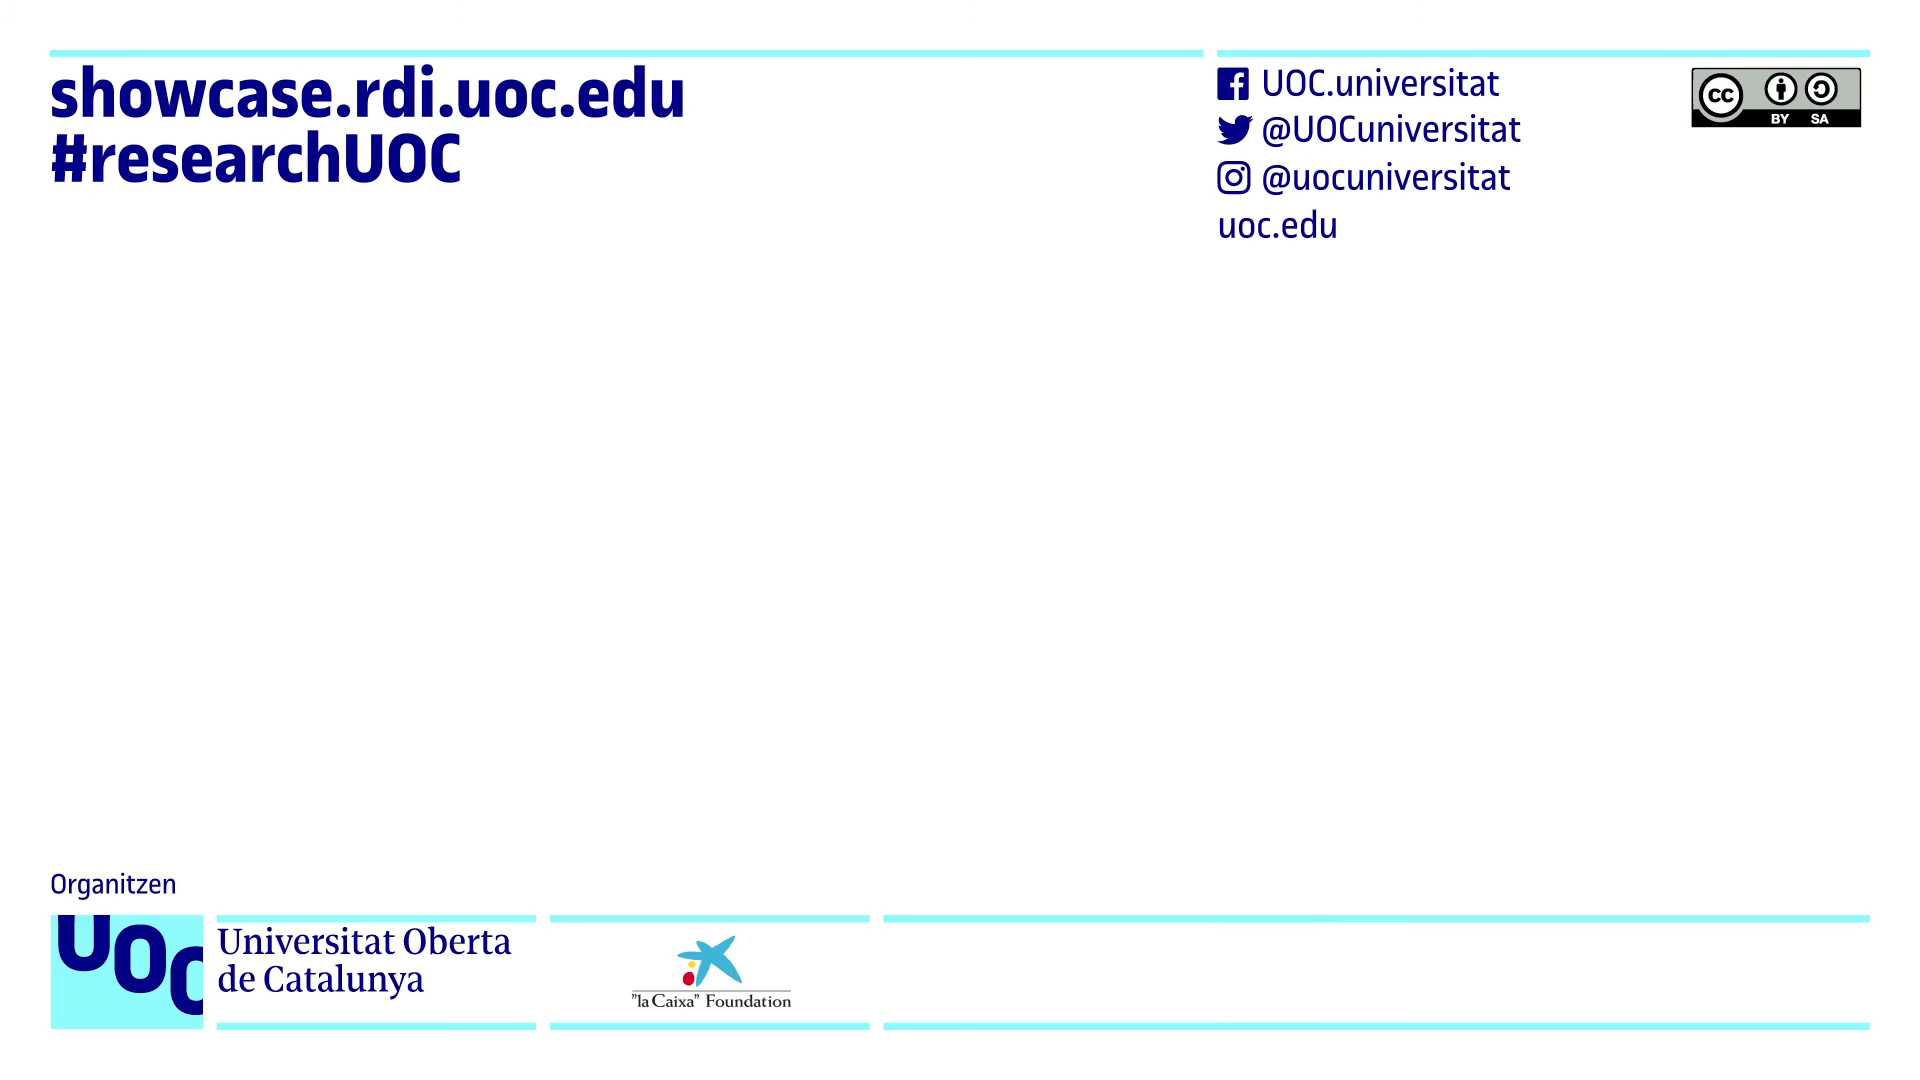 showcase.rdi.uoc.edu
#researchUOC
UOC.universitat
@UOCuniversitat
@uocuniversitat
uoc.edu
CC BY SA
Organitzen
UOC
Universitat Oberta
de Catalunya
"la Caixa" Foundation